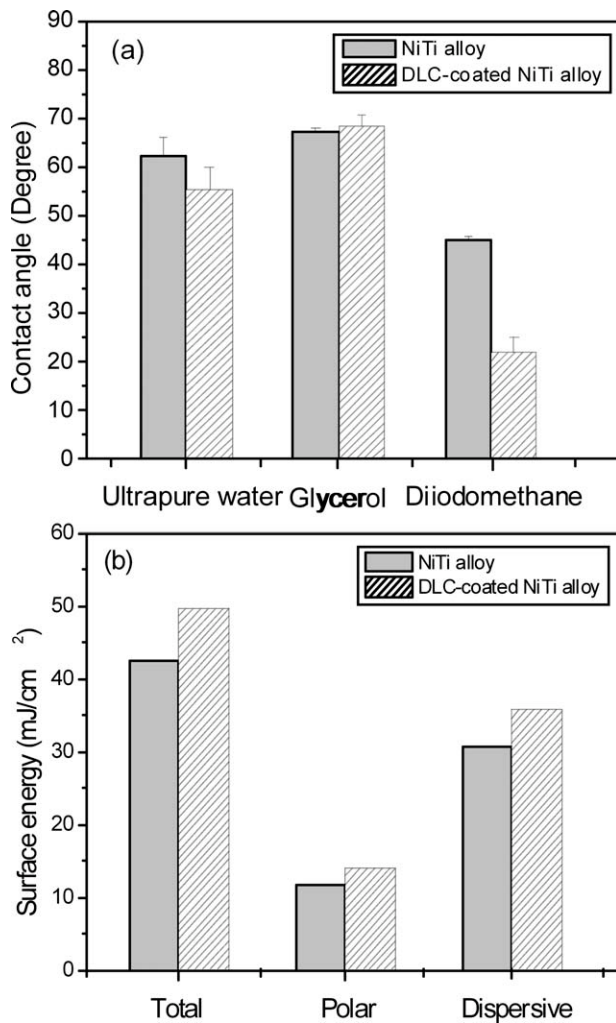 (a)
NiTi alloy
DLC-coated NiTi alloy
Contact angle (Degree)
90
80
70
60
50
40
30
20
10
0
Ultrapure water Glycerol Diiodomethane
(b)
NiTi alloy
DLC-coated NiTi alloy
Surface energy (mJ/cm 2)
60
50
40
30
20
10
0
Total Polar Dispersive